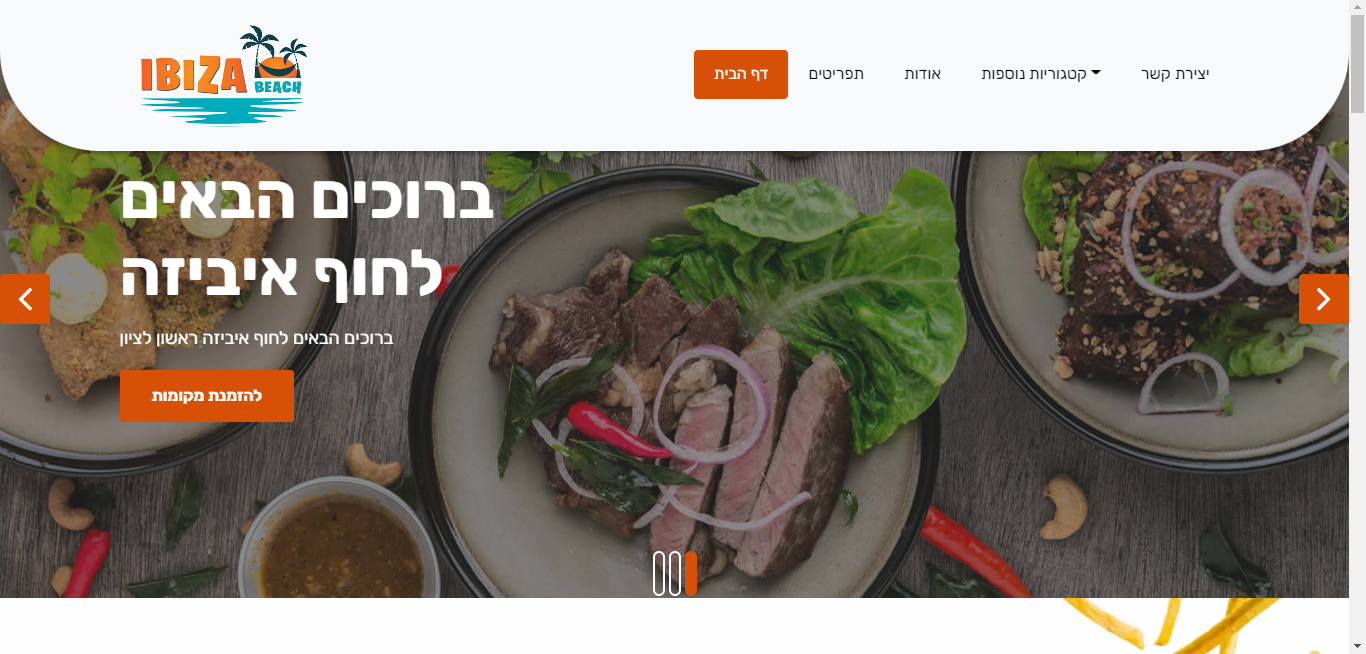 IBIZA
BEACH
דף הבית
תפריטים
אודות
קטגוריות נוספות
יצירת קשר
ברוכים הבאים
לחוף איביזה
ברוכים הבאים לחוף איביזה ראשון לציון
להזמנת מקומות